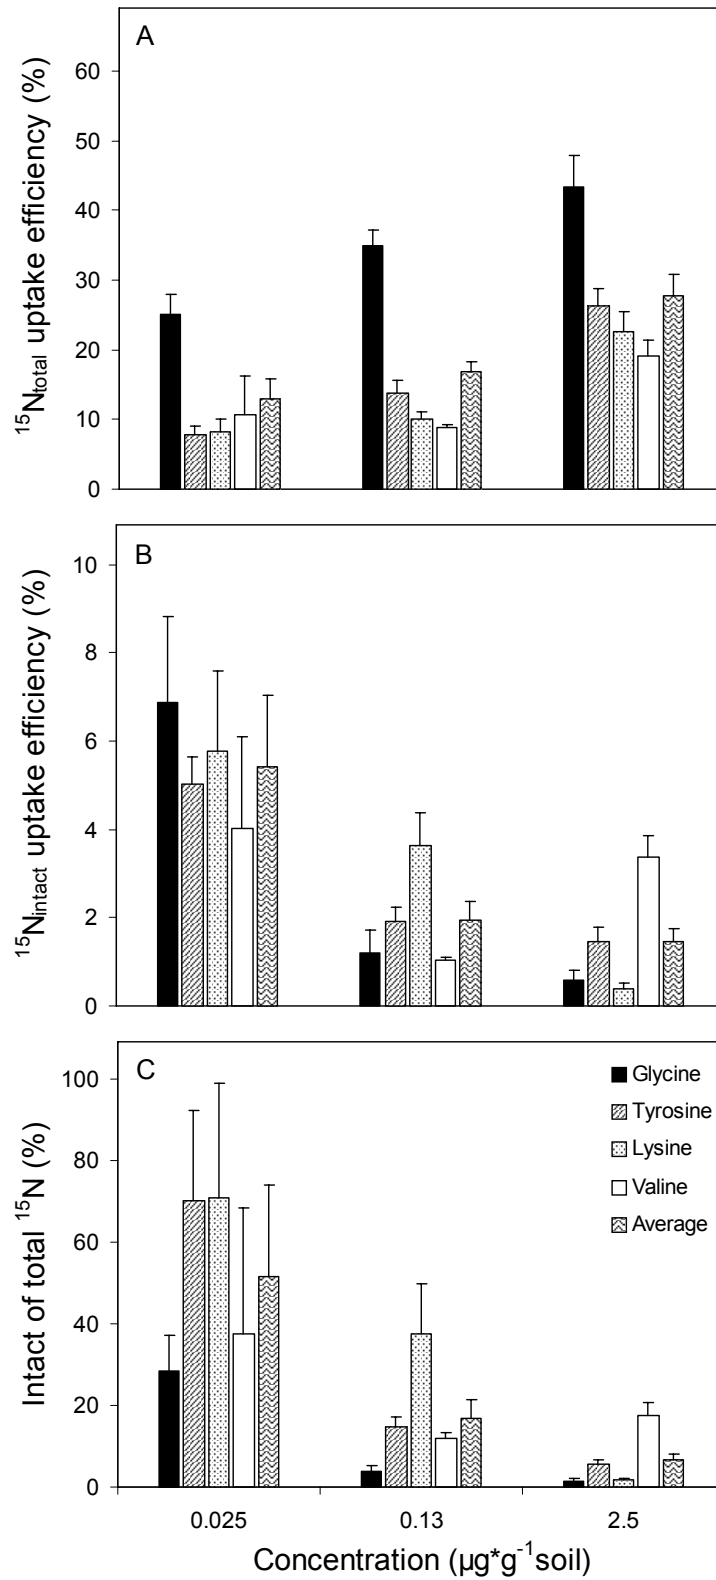 A
¹⁵Ntotal uptake efficiency (%)
60
50
40
30
20
10
0
B
¹⁵Nintact uptake efficiency (%)
10
8
6
4
2
0
C
Intact of total ¹⁵N (%)
100
80
60
40
20
0
Glycine
Tyrosine
Lysine
Valine
Average
0.025 0.13 2.5
Concentration (µg*g⁻¹soil)